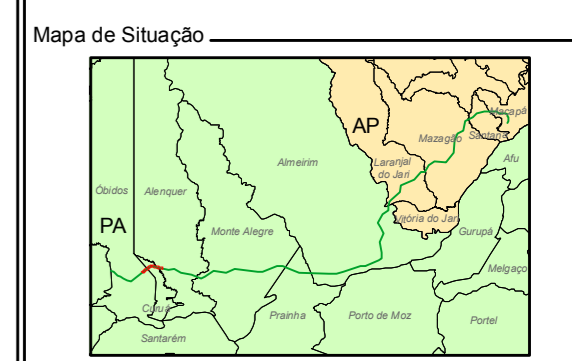 Mapa de Situação
Macapá
AP
Mazagão
Santana
Almeirim
Laranjal
do Jari
Afu
Óbidos
Alenquer
PA
Vitória do Jari
Monte Alegre
Gurupá
Melgaço
Curuá
Prainha
Porto de Moz
Portel
Santarém